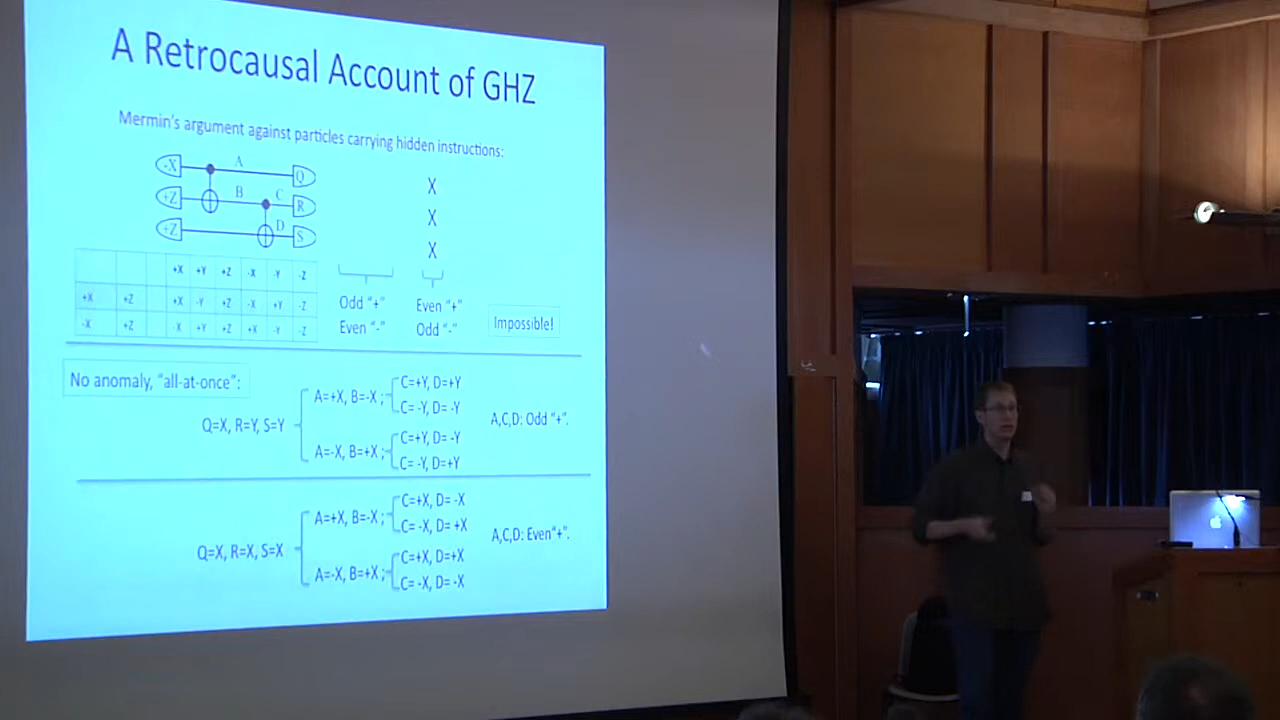 A Retrocausal Account of GHZ
Mermin's argument against particles carrying hidden instructions:
-X A Q
+Z B C R
+Z D S
X
X
X
+X +Y +Z -X -Y -Z
+X +Z +X -Y +Z -X +Y -Z
-X +Z -X +Y +Z +X -Y -Z
Odd "+" Even "+"
Even "-" Odd "-"
Impossible!
No anomaly, "all-at-once":
Q=X, R=Y, S=Y
A=+X, B=-X ;
C=+Y, D=+Y
C= -Y, D= -Y
A=-X, B=+X ;
C=+Y, D= -Y
C= -Y, D=+Y
A,C,D: Odd "+".
Q=X, R=X, S=X
A=+X, B=-X ;
C=+X, D= -X
C= -X, D= +X
A=-X, B=+X ;
C=+X, D=+X
C= -X, D= -X
A,C,D: Even"+".